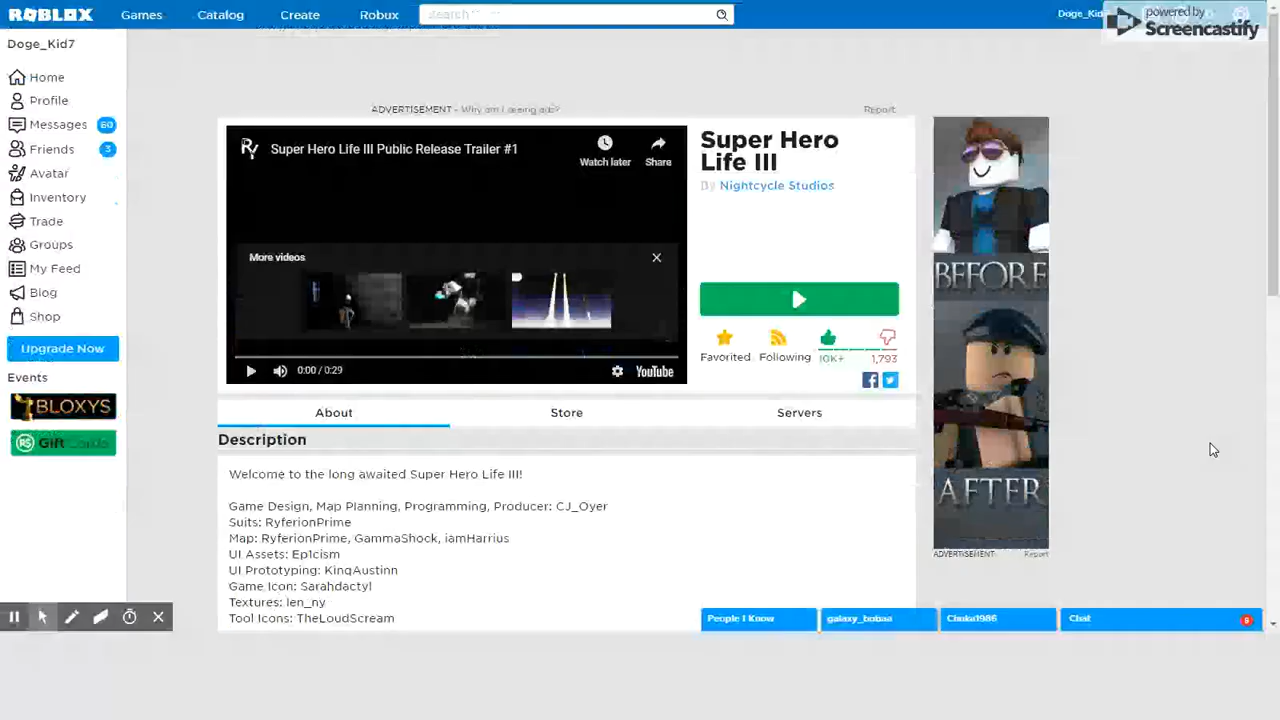 ROBLOX Games Catalog Create Robux
powered by
Screencastify
Doge_Kid7
Home
Profile
Messages 60
Friends 3
Avatar
Inventory
Trade
Groups
My Feed
Blog
Shop
Upgrade Now
Events
BLOXYS
Gift Cards
ADVERTISEMENT - Why am I seeing ads? Report
Super Hero Life III Public Release Trailer #1
Watch later Share
More videos
0:00 / 0:29 YouTube
Super Hero
Life III
By Nightcycle Studios
Favorited Following 10K+ 1,793
About Store Servers
Description
Welcome to the long awaited Super Hero Life III!
Game Design, Map Planning, Programming, Producer: CJ_Oyer
Suits: RyferionPrime
Map: RyferionPrime, GammaShock, iamHarrius
UI Assets: Ep1cism
UI Prototyping: KingAustinn
Game Icon: Sarahdactyl
Textures: len_ny
Tool Icons: TheLoudScream
BEFORE
AFTER
ADVERTISEMENT Report
People I Know galaxy_bobaa Chuku1986 Chat